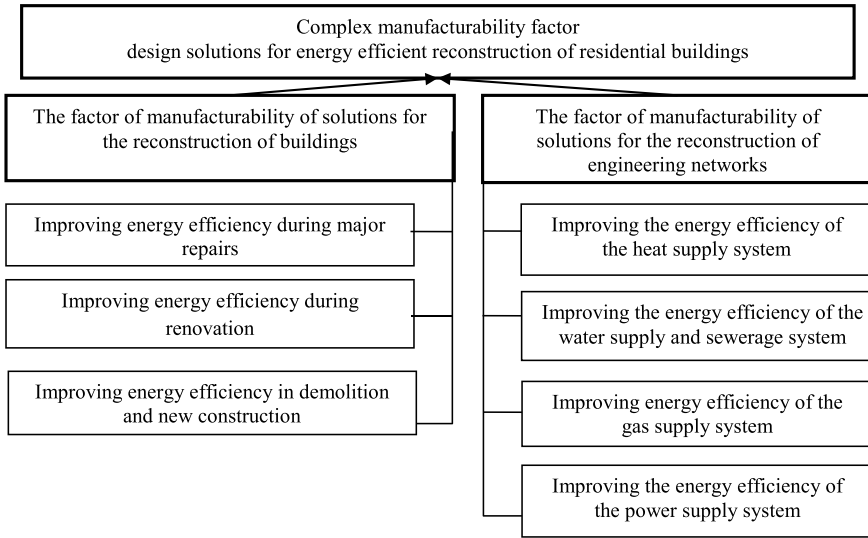 Complex manufacturability factor
design solutions for energy efficient reconstruction of residential buildings
The factor of manufacturability of solutions for
the reconstruction of buildings
Improving energy efficiency during major
repairs
Improving energy efficiency during
renovation
Improving energy efficiency in demolition
and new construction
The factor of manufacturability of
solutions for the reconstruction of
engineering networks
Improving the energy efficiency of
the heat supply system
Improving the energy efficiency of the
water supply and sewerage system
Improving energy efficiency of the
gas supply system
Improving the energy efficiency of
the power supply system